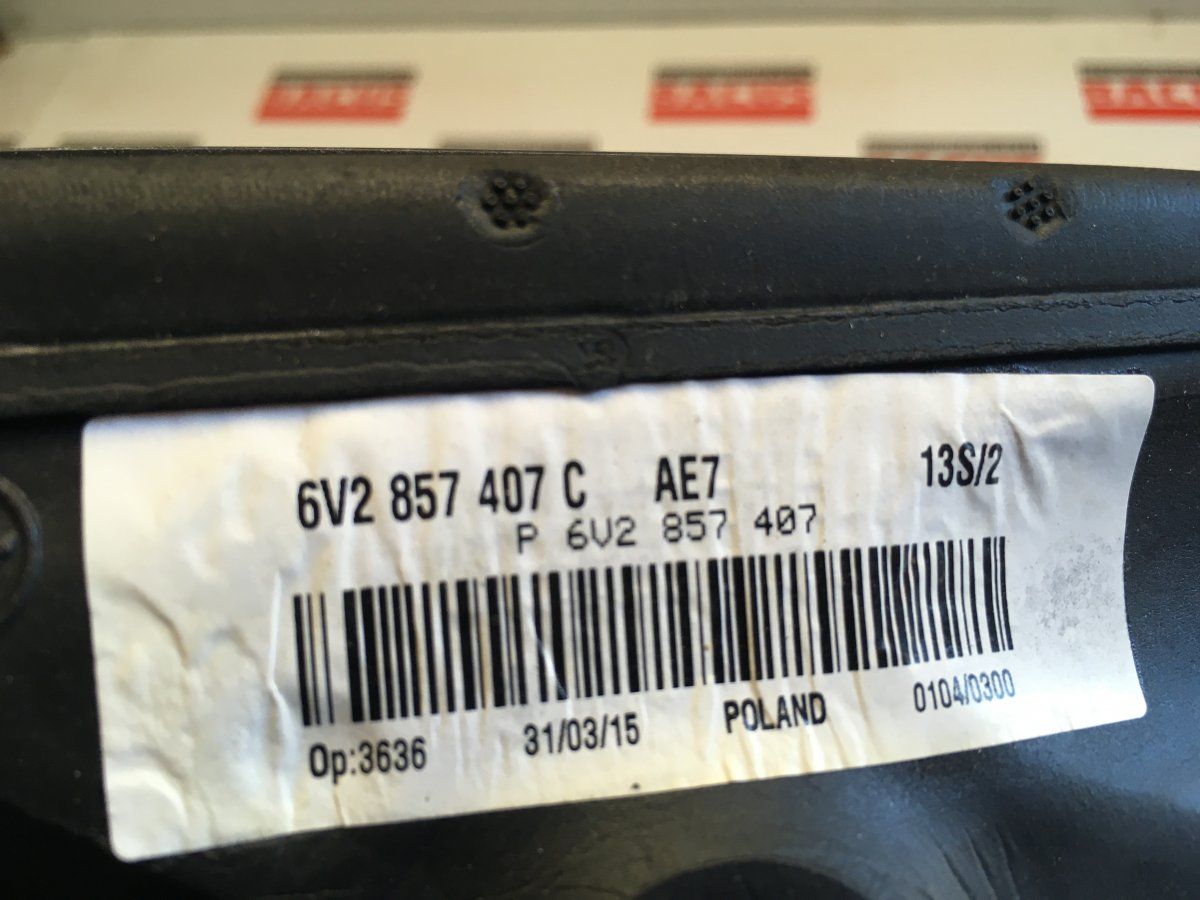 6V2 857 407 C AE7 13S/2
P 6V2 857 407
Op:3636 31/03/15 POLAND 0104/0300